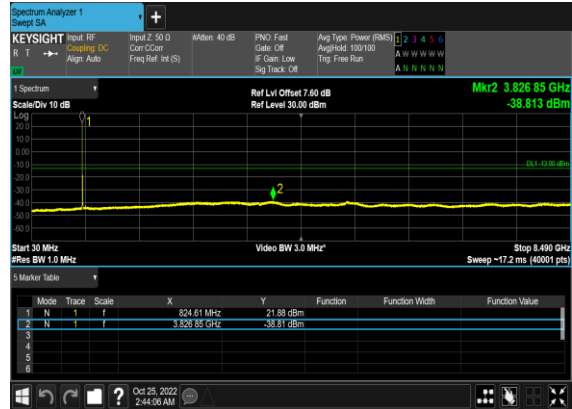 Spectrum Analyzer 1
Swept SA
KEYSIGHT Input: RF Input Z: 50 Ω #Atten: 40 dB PNO: Fast Avg Type: Power (RMS) 1 2 3 4 5 6
R T Coupling: DC Corr CCorr Gate: Off Avg|Hold: 100/100 A W W W W W
Align: Auto Freq Ref: Int (S) IF Gain: Low Trig: Free Run
LXI Sig Track: Off A N N N N N
1 Spectrum Ref Lvl Offset 7.60 dB Mkr2 3.826 85 GHz
Scale/Div 10 dB Ref Level 30.00 dBm -38.813 dBm
Log
20.0
10.0
0.00
-10.0
-20.0
-30.0
-40.0
-50.0
-60.0
1
2
DL1 -13.00 dBm
Start 30 MHz Video BW 3.0 MHz* Stop 8.490 GHz
#Res BW 1.0 MHz Sweep ~17.2 ms (40001 pts)
5 Marker Table
Mode Trace Scale X Y Function Function Width Function Value
1 N 1 f 824.61 MHz 21.88 dBm
2 N 1 f 3.826 85 GHz -38.81 dBm
3
4
5
6
? Oct 25, 2022
2:44:06 AM